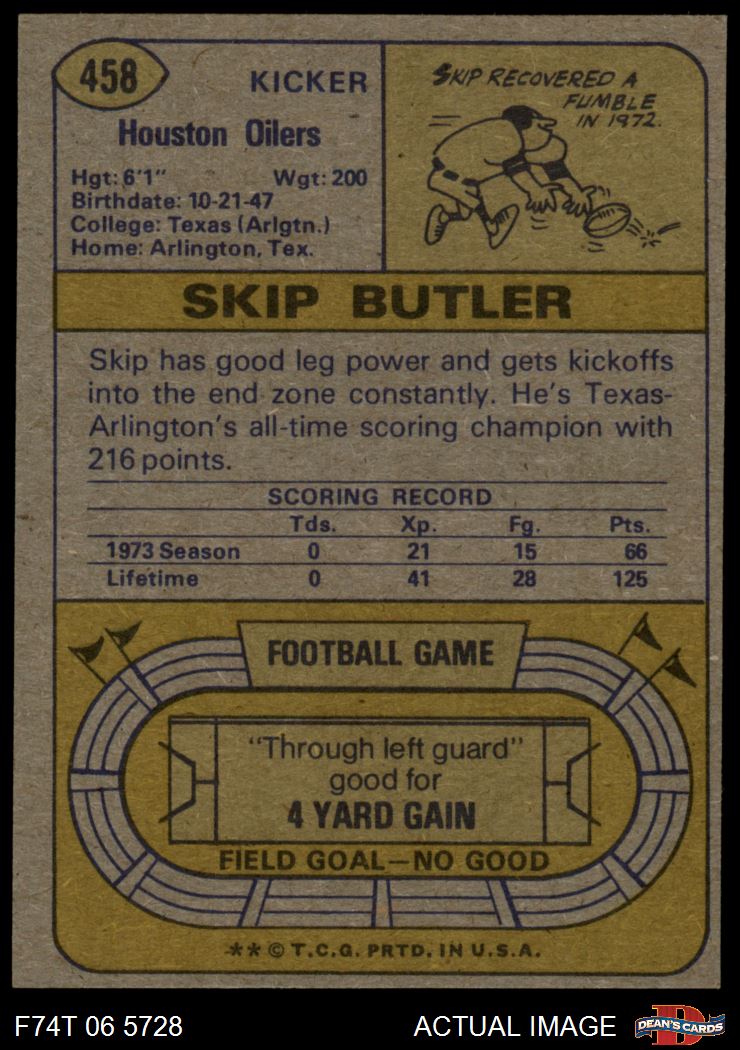 458
KICKER
Houston Oilers
Hgt: 6'1" Wgt: 200
Birthdate: 10-21-47
College: Texas (Arlgtn.)
Home: Arlington, Tex.
SKIP RECOVERED A
FUMBLE
IN 1972.
SKIP BUTLER
Skip has good leg power and gets kickoffs
into the end zone constantly. He's Texas-
Arlington's all-time scoring champion with
216 points.
SCORING RECORD
Tds. Xp. Fg. Pts.
1973 Season 0 21 15 66
Lifetime 0 41 28 125
FOOTBALL GAME
"Through left guard"
good for
4 YARD GAIN
FIELD GOAL—NO GOOD
** © T.C.G. PRTD. IN U.S.A.
F74T 06 5728 ACTUAL IMAGE
D
DEAN'S CARDS